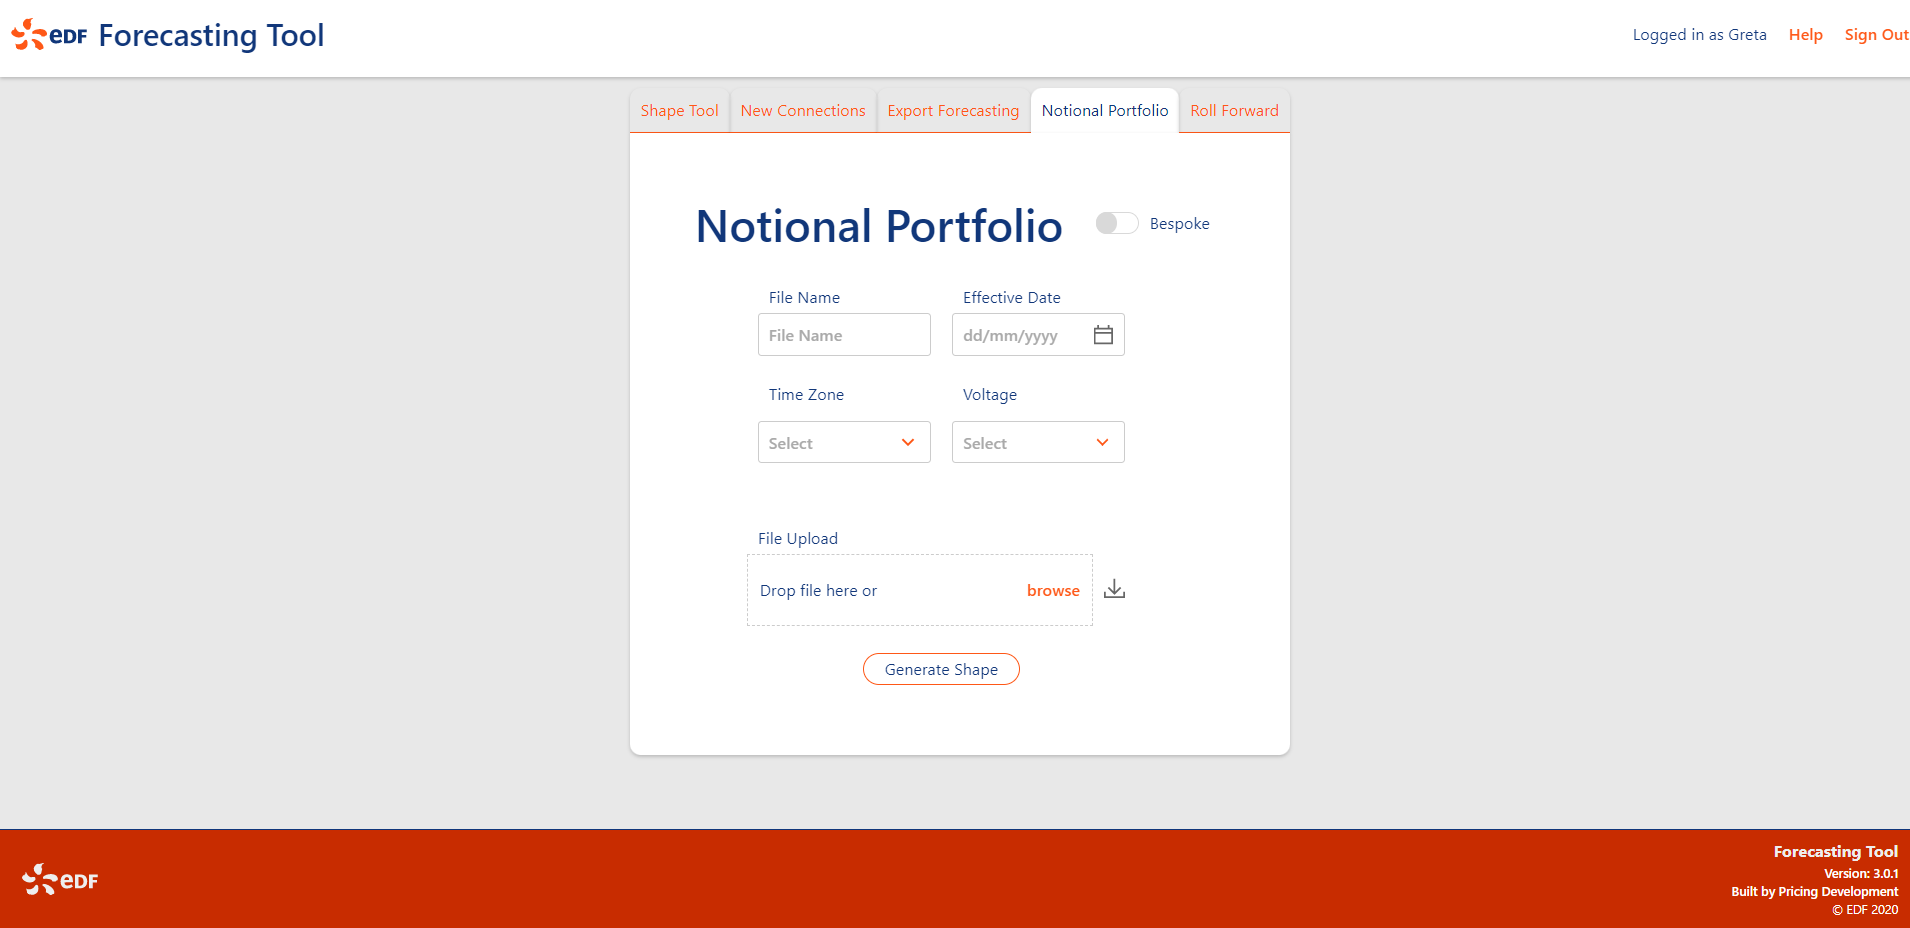 eDF Forecasting Tool
Logged in as Greta Help Sign Out
Shape Tool New Connections Export Forecasting Notional Portfolio Roll Forward
Notional Portfolio Bespoke
File Name Effective Date
File Name dd/mm/yyyy
Time Zone Voltage
Select Select
File Upload
Drop file here or browse
Generate Shape
eDF
Forecasting Tool
Version: 3.0.1
Built by Pricing Development
© EDF 2020